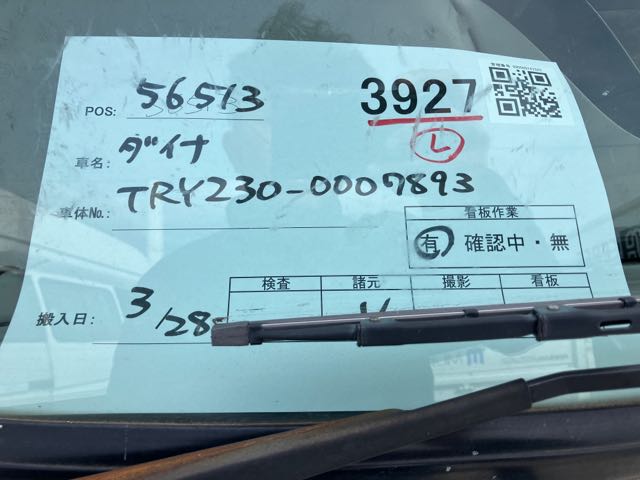 POS: 56513
3927
レ
車名: ダイナ
車体No.: TRY230-0007893
看板作業
有・確認中・無
検査 諸元 撮影 看板
搬入日: 3/28